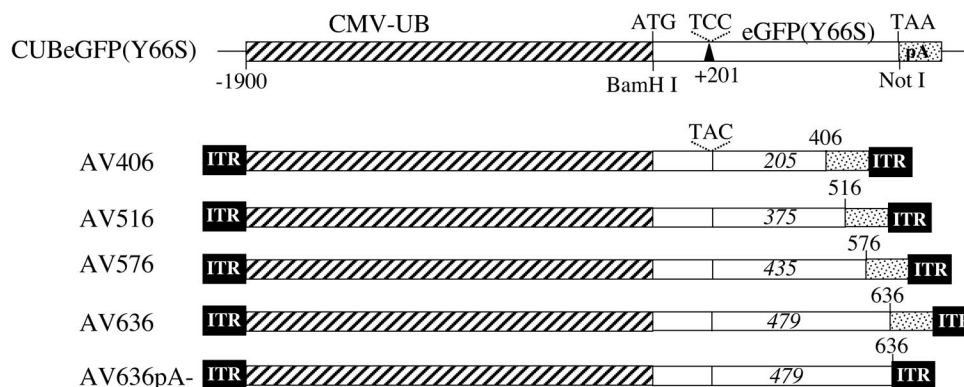 CMV-UB ATG TCC eGFP(Y66S) TAA
CUBeGFP(Y66S) pA
-1900 BamH I +201 Not I
TAC 406
AV406 ITR 205 ITR
516
AV516 ITR 375 ITR
576
AV576 ITR 435 ITR
636
AV636 ITR 479 ITR
636
AV636pA- ITR 479 ITR